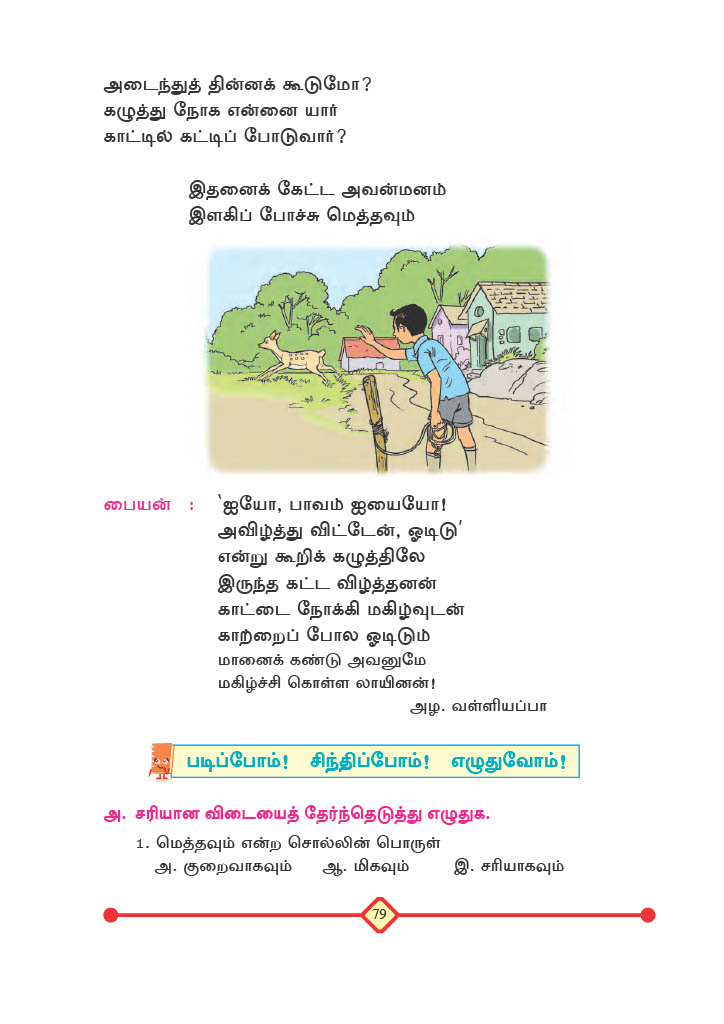 அடைந்துத் தின்னக் கூடுமோ?
கழுத்து நோக என்னை யார்
காட்டில் கட்டிப் போடுவார்?
இதனைக் கேட்ட அவன்மனம்
இளகிப் போச்சு மெத்தவும்
பையன் : ‘ஐயோ, பாவம் ஐயையோ!
அவிழ்த்து விட்டேன், ஓடிடு’
என்று கூறிக் கழுத்திலே
இருந்த கட்ட விழ்த்தனன்
காட்டை நோக்கி மகிழ்வுடன்
காற்றைப் போல ஓடிடும்
மானைக் கண்டு அவனுமே
மகிழ்ச்சி கொள்ள லாயினன்!
அழ. வள்ளியப்பா
படிப்போம்! சிந்திப்போம்! எழுதுவோம்!
அ. சரியான விடையைத் தேர்ந்தெடுத்து எழுதுக.
1. மெத்தவும் என்ற சொல்லின் பொருள்
அ. குறைவாகவும் ஆ. மிகவும் இ. சரியாகவும்
79